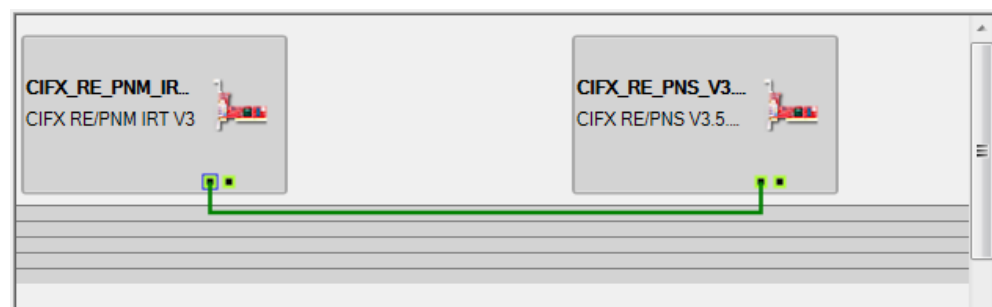 CIFX_RE_PNM_IR...
CIFX RE/PNM IRT V3
CIFX_RE_PNS_V3....
CIFX RE/PNS V3.5....